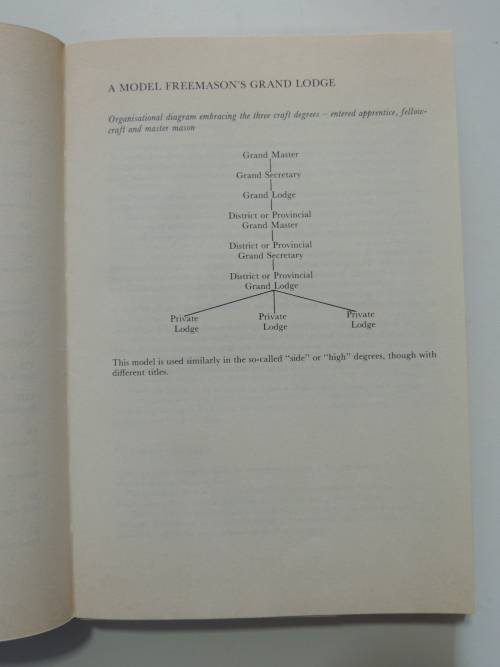 A MODEL FREEMASON'S GRAND LODGE
Organisational diagram embracing the three craft degrees – entered apprentice, fellow-
craft and master mason
Grand Master
Grand Secretary
Grand Lodge
District or Provincial
Grand Master
District or Provincial
Grand Secretary
District or Provincial
Grand Lodge
Private
Lodge
Private
Lodge
Private
Lodge
This model is used similarly in the so-called "side" or "high" degrees, though with
different titles.